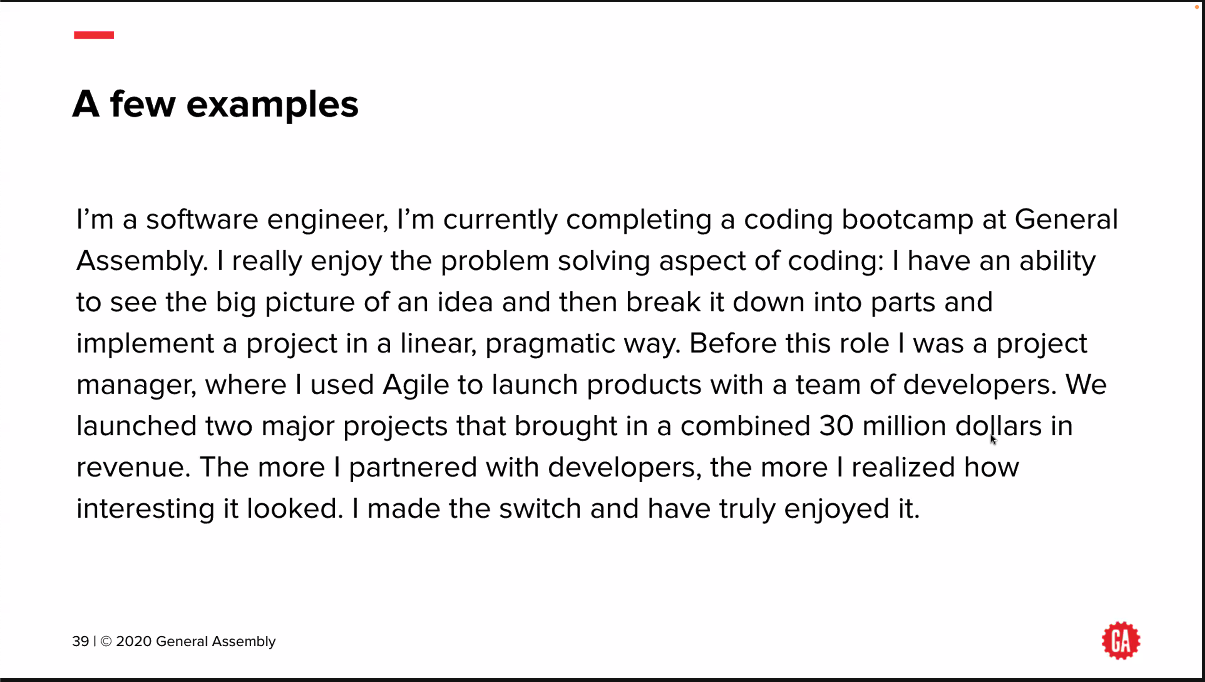 A few examples
I’m a software engineer, I’m currently completing a coding bootcamp at General
Assembly. I really enjoy the problem solving aspect of coding: I have an ability
to see the big picture of an idea and then break it down into parts and
implement a project in a linear, pragmatic way. Before this role I was a project
manager, where I used Agile to launch products with a team of developers. We
launched two major projects that brought in a combined 30 million dollars in
revenue. The more I partnered with developers, the more I realized how
interesting it looked. I made the switch and have truly enjoyed it.
39 | © 2020 General Assembly
GA